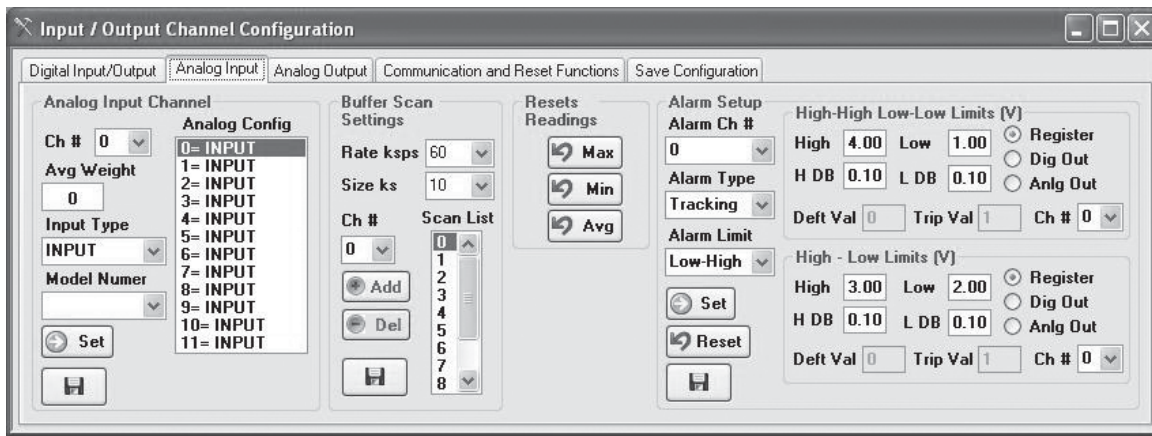 Input / Output Channel Configuration
Digital Input/Output Analog Input Analog Output Communication and Reset Functions Save Configuration
Analog Input Channel
Ch # 0
Avg Weight
0
Input Type
INPUT
Model Numer
Set
Analog Config
0= INPUT
1= INPUT
2= INPUT
3= INPUT
4= INPUT
5= INPUT
6= INPUT
7= INPUT
8= INPUT
9= INPUT
10= INPUT
11= INPUT
Buffer Scan
Settings
Rate ksps 60
Size ks 10
Ch #
0
Add
Del
Scan List
0
1
2
3
4
5
6
7
8
Resets
Readings
Max
Min
Avg
Alarm Setup
Alarm Ch #
0
Alarm Type
Tracking
Alarm Limit
Low-High
Set
Reset
High-High Low-Low Limits (V)
High 4.00 Low 1.00 Register
Dig Out
H DB 0.10 L DB 0.10 Anlg Out
Deft Val 0 Trip Val 1 Ch # 0
High - Low Limits (V)
High 3.00 Low 2.00 Register
Dig Out
H DB 0.10 L DB 0.10 Anlg Out
Deft Val 0 Trip Val 1 Ch # 0